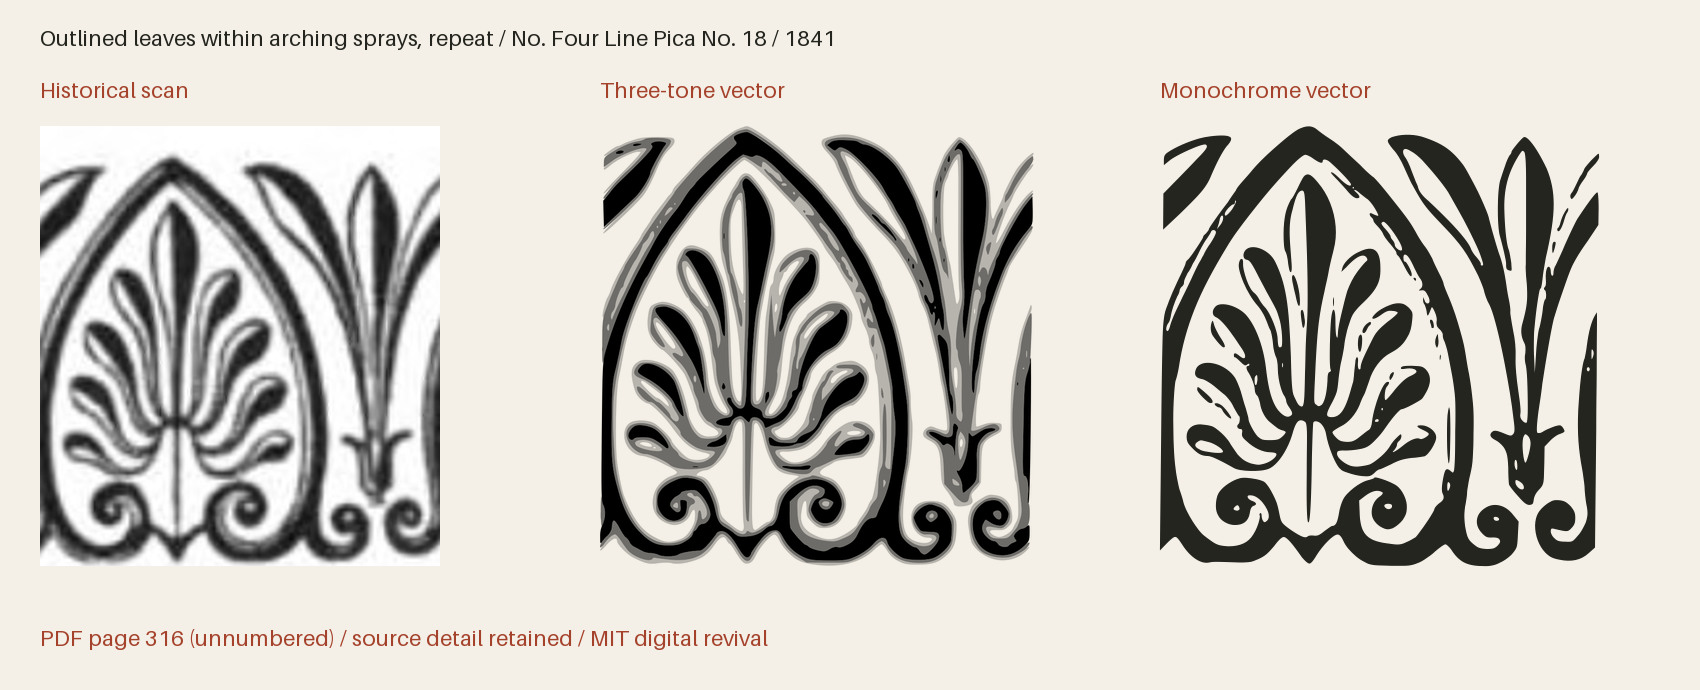 Outlined leaves within arching sprays, repeat / No. Four Line Pica No. 18 / 1841
Historical scan
Three-tone vector
Monochrome vector
PDF page 316 (unnumbered) / source detail retained / MIT digital revival